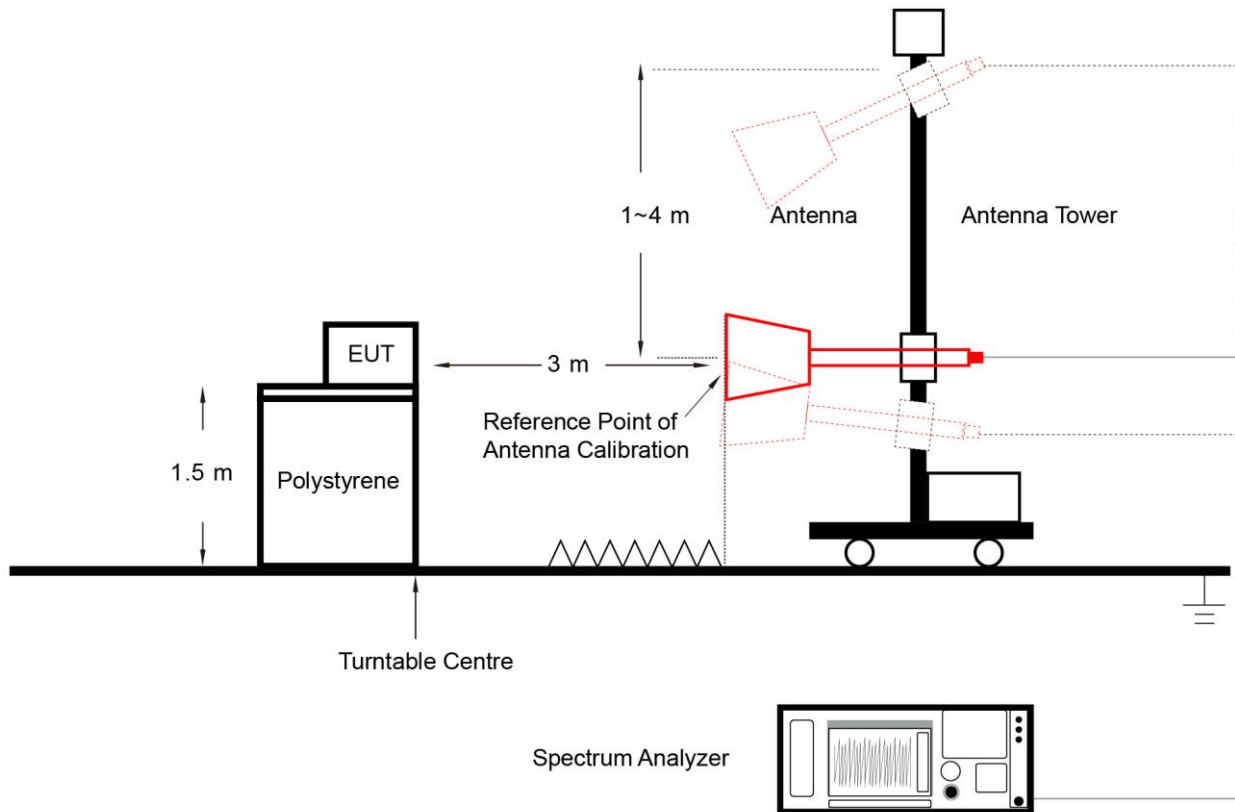 1~4 m
Antenna
Antenna Tower
EUT
3 m
Reference Point of
Antenna Calibration
1.5 m
Polystyrene
Turntable Centre
Spectrum Analyzer